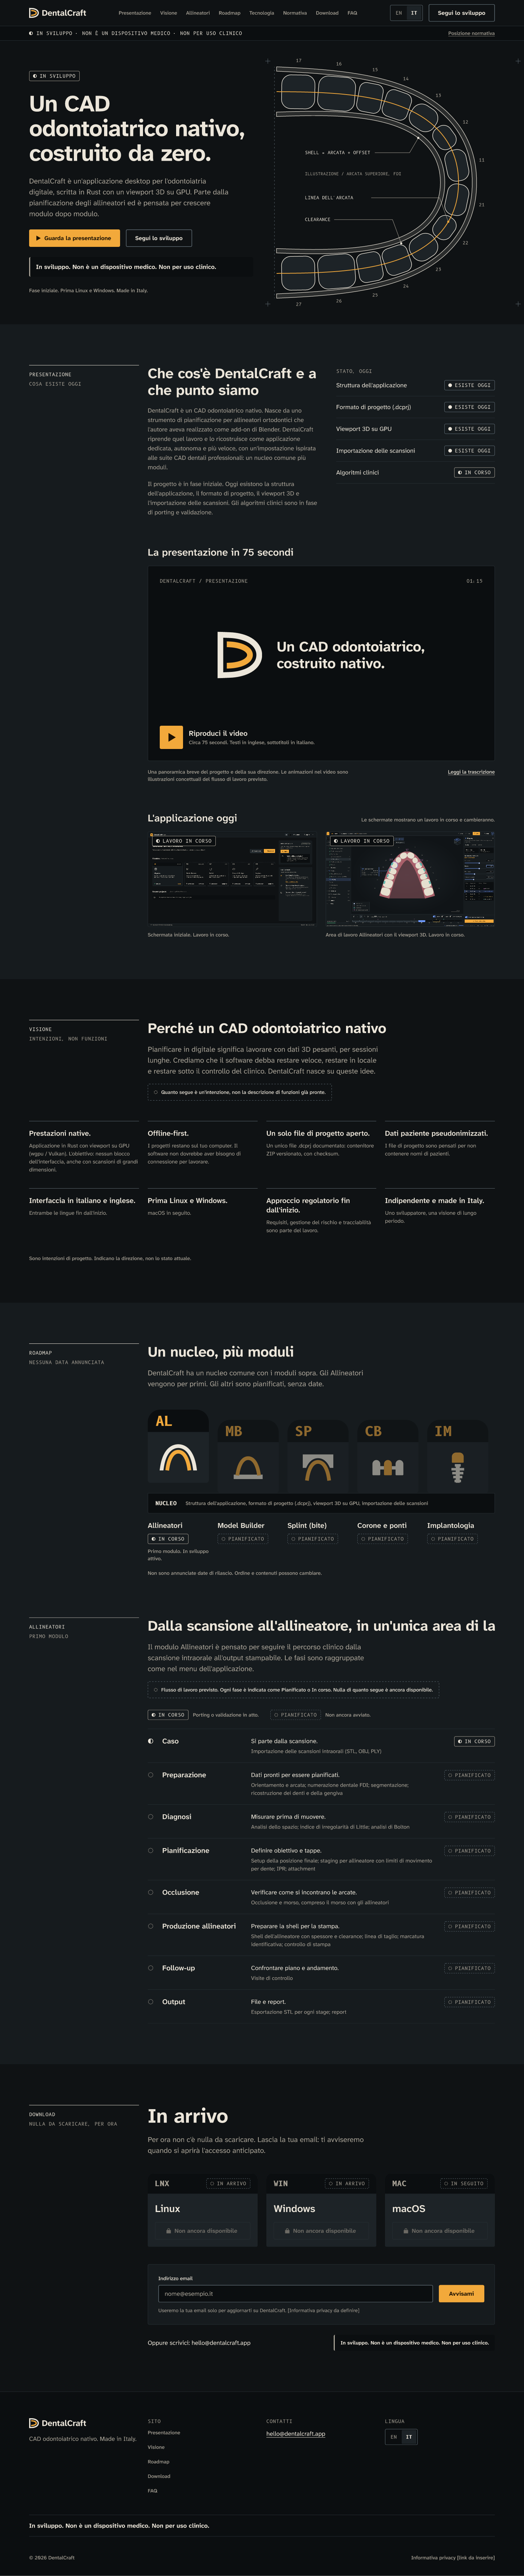 DentalCraft
Presentazione
Visione
Allineatori
Roadmap
Tecnologia
Normativa
Download
FAQ
EN
IT
Segui lo sviluppo
IN SVILUPPO · NON È UN DISPOSITIVO MEDICO · NON PER USO CLINICO
Posizione normativa
IN SVILUPPO
Un CAD
odontoiatrico nativo,
costruito da zero.
DentalCraft è un'applicazione desktop per l'odontoiatria
digitale, scritta in Rust con un viewport 3D su GPU. Parte dalla
pianificazione degli allineatori ed è pensata per crescere
modulo dopo modulo.
Guarda la presentazione
Segui lo sviluppo
In sviluppo. Non è un dispositivo medico. Non per uso clinico.
Fase iniziale. Prima Linux e Windows. Made in Italy.
17
16
15
14
13
12
11
21
22
23
24
25
26
27
SHELL = ARCATA + OFFSET
ILLUSTRAZIONE / ARCATA SUPERIORE, FDI
LINEA DELL'ARCATA
CLEARANCE
PRESENTAZIONE
COSA ESISTE OGGI
Che cos'è DentalCraft e a
che punto siamo
DentalCraft è un CAD odontoiatrico nativo. Nasce da uno
strumento di pianificazione per allineatori ortodontici che
l'autore aveva realizzato come add-on di Blender. DentalCraft
riprende quel lavoro e lo ricostruisce come applicazione
dedicata, autonoma e più veloce, con un'impostazione ispirata
alle suite CAD dentali professionali: un nucleo comune, più
moduli.
Il progetto è in fase iniziale. Oggi esistono la struttura
dell'applicazione, il formato di progetto, il viewport 3D e
l'importazione delle scansioni. Gli algoritmi clinici sono in fase
di porting e validazione.
STATO, OGGI
Struttura dell'applicazione
ESISTE OGGI
Formato di progetto (.dcprj)
ESISTE OGGI
Viewport 3D su GPU
ESISTE OGGI
Importazione delle scansioni
ESISTE OGGI
Algoritmi clinici
IN CORSO
La presentazione in 75 secondi
DENTALCRAFT / PRESENTAZIONE
01:15
Un CAD odontoiatrico,
costruito nativo.
Riproduci il video
Circa 75 secondi. Testi in inglese, sottotitoli in italiano.
Una panoramica breve del progetto e della sua direzione. Le animazioni nel video sono
illustrazioni concettuali del flusso di lavoro previsto.
Leggi la trascrizione
L'applicazione oggi
Le schermate mostrano un lavoro in corso e cambieranno.
LAVORO IN CORSO
LAVORO IN CORSO
Schermata iniziale. Lavoro in corso.
Area di lavoro Allineatori con il viewport 3D. Lavoro in corso.
VISIONE
INTENZIONI, NON FUNZIONI
Perché un CAD odontoiatrico nativo
Pianificare in digitale significa lavorare con dati 3D pesanti, per sessioni
lunghe. Crediamo che il software debba restare veloce, restare in locale
e restare sotto il controllo del clinico. DentalCraft nasce su queste idee.
Quanto segue è un'intenzione, non la descrizione di funzioni già pronte.
Prestazioni native.
Applicazione in Rust con viewport su GPU
(wgpu / Vulkan). L'obiettivo: nessun blocco
dell'interfaccia, anche con scansioni di grandi
dimensioni.
Offline-first.
I progetti restano sul tuo computer. Il
software non dovrebbe aver bisogno di
connessione per lavorare.
Un solo file di progetto aperto.
Un unico file .dcprj documentato: contenitore
ZIP versionato, con checksum.
Dati paziente pseudonimizzati.
I file di progetto sono pensati per non
contenere nomi di pazienti.
Interfaccia in italiano e inglese.
Entrambe le lingue fin dall'inizio.
Prima Linux e Windows.
macOS in seguito.
Approccio regolatorio fin
dall'inizio.
Requisiti, gestione del rischio e tracciabilità
sono parte del lavoro.
Indipendente e made in Italy.
Uno sviluppatore, una visione di lungo
periodo.
Sono intenzioni di progetto. Indicano la direzione, non lo stato attuale.
ROADMAP
NESSUNA DATA ANNUNCIATA
Un nucleo, più moduli
DentalCraft ha un nucleo comune con i moduli sopra. Gli Allineatori
vengono per primi. Gli altri sono pianificati, senza date.
AL
MB
SP
CB
IM
NUCLEO
Struttura dell'applicazione, formato di progetto (.dcprj), viewport 3D su GPU, importazione delle scansioni
Allineatori
IN CORSO
Primo modulo. In sviluppo
attivo.
Model Builder
PIANIFICATO
Splint (bite)
PIANIFICATO
Corone e ponti
PIANIFICATO
Implantologia
PIANIFICATO
Non sono annunciate date di rilascio. Ordine e contenuti possono cambiare.
ALLINEATORI
PRIMO MODULO
Dalla scansione all'allineatore, in un'unica area di la
Il modulo Allineatori è pensato per seguire il percorso clinico dalla
scansione intraorale all'output stampabile. Le fasi sono raggruppate
come nel menu dell'applicazione.
Flusso di lavoro previsto. Ogni fase è indicata come Pianificato o In corso. Nulla di quanto segue è ancora disponibile.
IN CORSO
Porting o validazione in atto.
PIANIFICATO
Non ancora avviato.
Caso
Si parte dalla scansione.
Importazione delle scansioni intraorali (STL, OBJ, PLY)
IN CORSO
Preparazione
Dati pronti per essere pianificati.
Orientamento e arcata; numerazione dentale FDI; segmentazione;
ricostruzione dei denti e della gengiva
PIANIFICATO
Diagnosi
Misurare prima di muovere.
Analisi dello spazio; indice di irregolarità di Little; analisi di Bolton
PIANIFICATO
Pianificazione
Definire obiettivo e tappe.
Setup della posizione finale; staging per allineatore con limiti di movimento
per dente; IPR; attachment
PIANIFICATO
Occlusione
Verificare come si incontrano le arcate.
Occlusione e morso, compreso il morso con gli allineatori
PIANIFICATO
Produzione allineatori
Preparare la shell per la stampa.
Shell dell'allineatore con spessore e clearance; linea di taglio; marcatura
identificativa; controllo di stampa
PIANIFICATO
Follow-up
Confrontare piano e andamento.
Visite di controllo
PIANIFICATO
Output
File e report.
Esportazione STL per ogni stage; report
PIANIFICATO
DOWNLOAD
NULLA DA SCARICARE, PER ORA
In arrivo
Per ora non c'è nulla da scaricare. Lascia la tua email: ti avviseremo
quando si aprirà l'accesso anticipato.
LNX
IN ARRIVO
Linux
Non ancora disponibile
WIN
IN ARRIVO
Windows
Non ancora disponibile
MAC
IN SEGUITO
macOS
Non ancora disponibile
Indirizzo email
nome@esempio.it
Avvisami
Useremo la tua email solo per aggiornarti su DentalCraft. [Informativa privacy da definire]
Oppure scrivici: hello@dentalcraft.app
In sviluppo. Non è un dispositivo medico. Non per uso clinico.
DentalCraft
CAD odontoiatrico nativo. Made in Italy.
SITO
Presentazione
Visione
Roadmap
Download
FAQ
CONTATTI
hello@dentalcraft.app
LINGUA
EN
IT
In sviluppo. Non è un dispositivo medico. Non per uso clinico.
© 2026 DentalCraft
Informativa privacy [link da inserire]